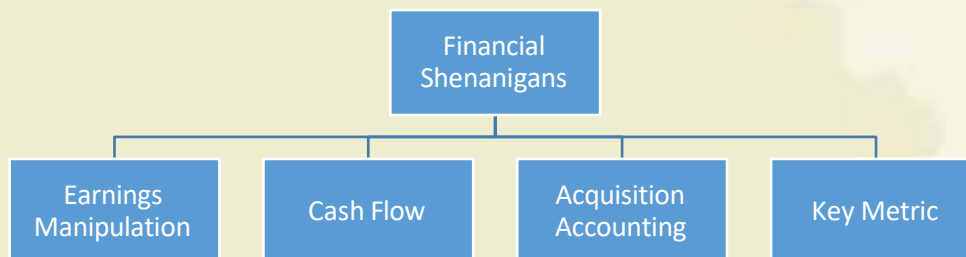 Financial
Shenanigans
Earnings
Manipulation
Cash Flow
Acquisition
Accounting
Key Metric